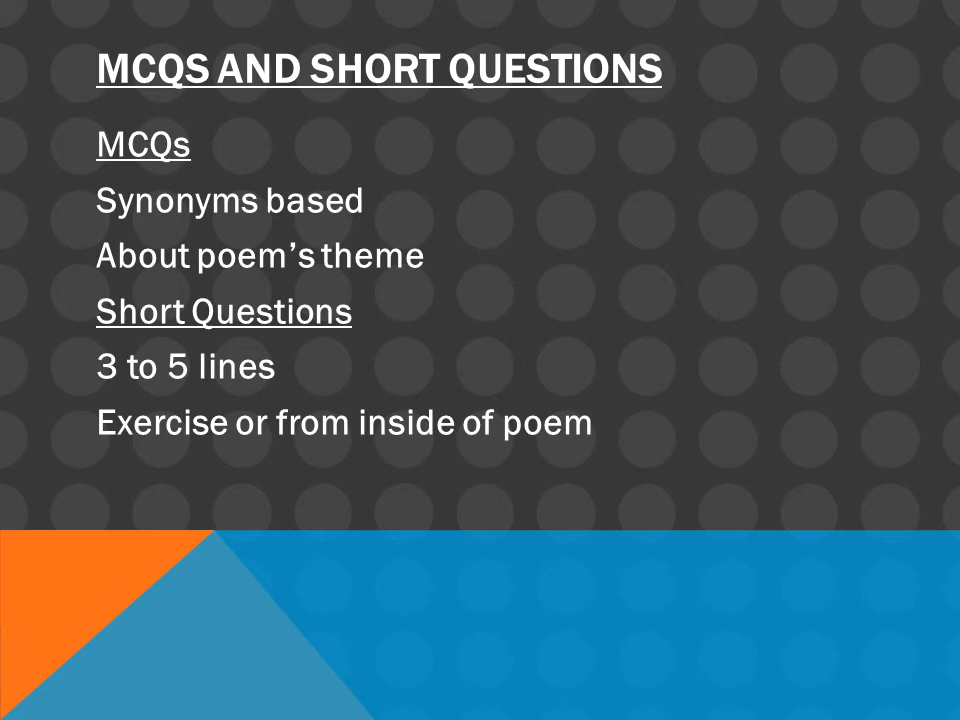 MCQS AND SHORT QUESTIONS
MCQs
Synonyms based
About poem’s theme
Short Questions
3 to 5 lines
Exercise or from inside of poem